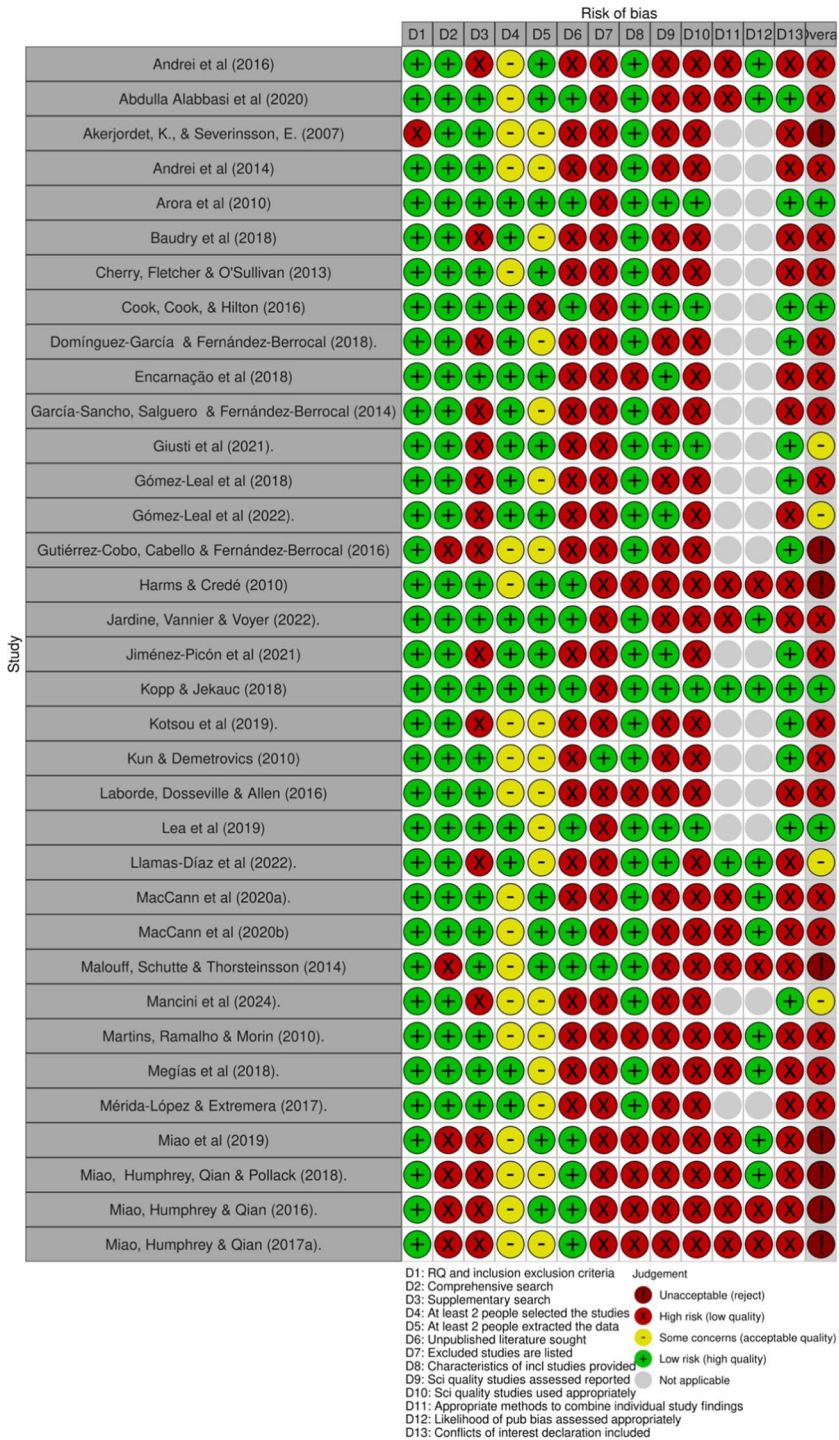 Risk of bias
D1 D2 D3 D4 D5 D6 D7 D8 D9 D10 D11 D12 D13 Overa
Study
Andrei et al (2016)
Abdulla Alabbasi et al (2020)
Akerjordet, K., & Severinsson, E. (2007)
Andrei et al (2014)
Arora et al (2010)
Baudry et al (2018)
Cherry, Fletcher & O'Sullivan (2013)
Cook, Cook, & Hilton (2016)
Domínguez-García & Fernández-Berrocal (2018).
Encarnação et al (2018)
García-Sancho, Salguero & Fernández-Berrocal (2014)
Giusti et al (2021).
Gómez-Leal et al (2018)
Gómez-Leal et al (2022).
Gutiérrez-Cobo, Cabello & Fernández-Berrocal (2016)
Harms & Credé (2010)
Jardine, Vannier & Voyer (2022).
Jiménez-Picón et al (2021)
Kopp & Jekauc (2018)
Kotsou et al (2019).
Kun & Demetrovics (2010)
Laborde, Dosseville & Allen (2016)
Lea et al (2019)
Llamas-Díaz et al (2022).
MacCann et al (2020a).
MacCann et al (2020b)
Malouff, Schutte & Thorsteinsson (2014)
Mancini et al (2024).
Martins, Ramalho & Morin (2010).
Megías et al (2018).
Mérida-López & Extremera (2017).
Miao et al (2019)
Miao, Humphrey, Qian & Pollack (2018).
Miao, Humphrey & Qian (2016).
Miao, Humphrey & Qian (2017a).
D1: RQ and inclusion exclusion criteria
D2: Comprehensive search
D3: Supplementary search
D4: At least 2 people selected the studies
D5: At least 2 people extracted the data
D6: Unpublished literature sought
D7: Excluded studies are listed
D8: Characteristics of incl studies provided
D9: Sci quality studies assessed reported
D10: Sci quality studies used appropriately
D11: Appropriate methods to combine individual study findings
D12: Likelihood of pub bias assessed appropriately
D13: Conflicts of interest declaration included
Judgement
Unacceptable (reject)
High risk (low quality)
Some concerns (acceptable quality)
Low risk (high quality)
Not applicable